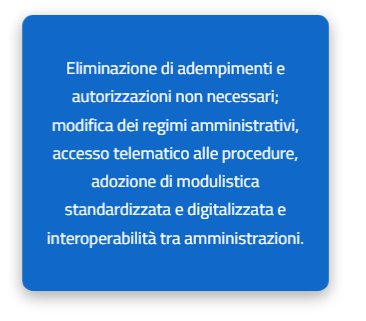 Eliminazione di adempimenti e
autorizzazioni non necessari;
modifica dei regimi amministrativi,
accesso telematico alle procedure,
adozione di modulistica
standardizzata e digitalizzata e
interoperabilità tra amministrazioni.